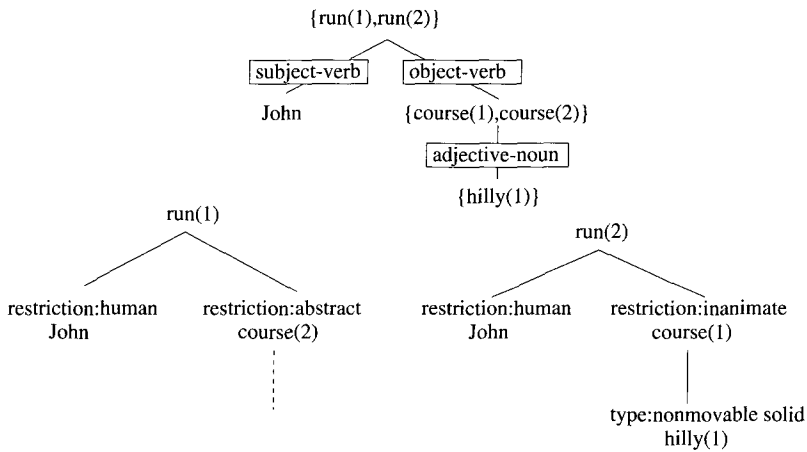 {run(1),run(2)}
subject-verb object-verb
John {course(1),course(2)}
adjective-noun
{hilly(1)}
run(1)
restriction:human restriction:abstract
John course(2)
run(2)
restriction:human restriction:inanimate
John course(1)
type:nonmovable solid
hilly(1)